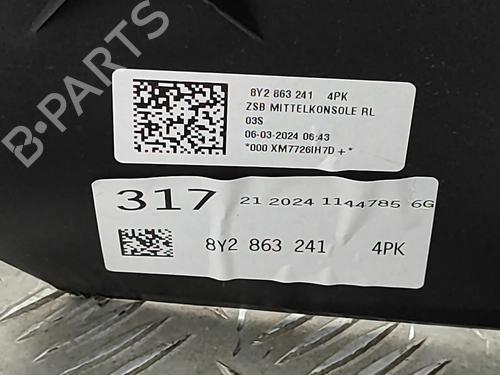 8Y2 863 241 4PK
ZSB MITTELKONSOLE RL
03S
06-03-2024 06:43
*000 XM7726IH7D +*
317 21 2024 1144785 6G
8Y2 863 241 4PK